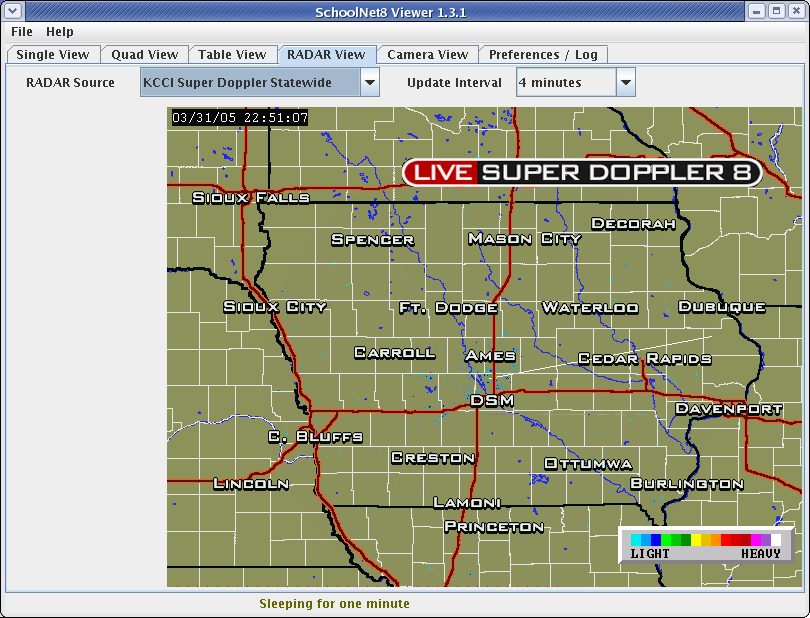 SchoolNet8 Viewer 1.3.1
File Help
Single View Quad View Table View RADAR View Camera View Preferences / Log
RADAR Source KCCI Super Doppler Statewide Update Interval 4 minutes
03/31/05 22:51:07
LIVE SUPER DOPPLER 8
SIOUX FALLS
DECORAH
SPENCER MASON CITY
SIOUX CITY FT. DODGE WATERLOO DUBUQUE
CARROLL AMES CEDAR RAPIDS
DSM DAVENPORT
C. BLUFFS
CRESTON OTTUMWA
LINCOLN BURLINGTON
LAMONI
PRINCETON
LIGHT HEAVY
Sleeping for one minute